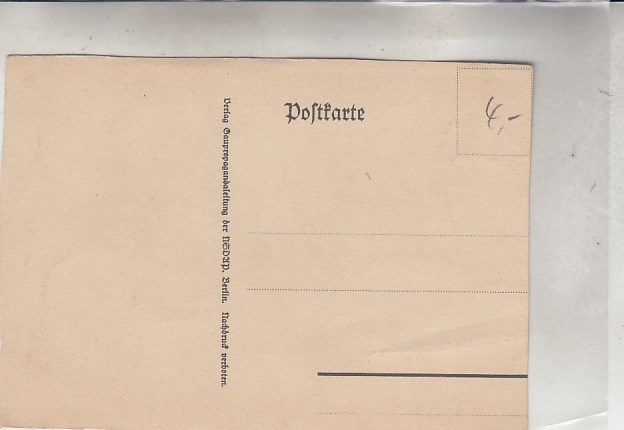 Postkarte
4,-
Verlag Gaupropagandaleitung der NSDAP. Berlin. Nachdruck verboten.